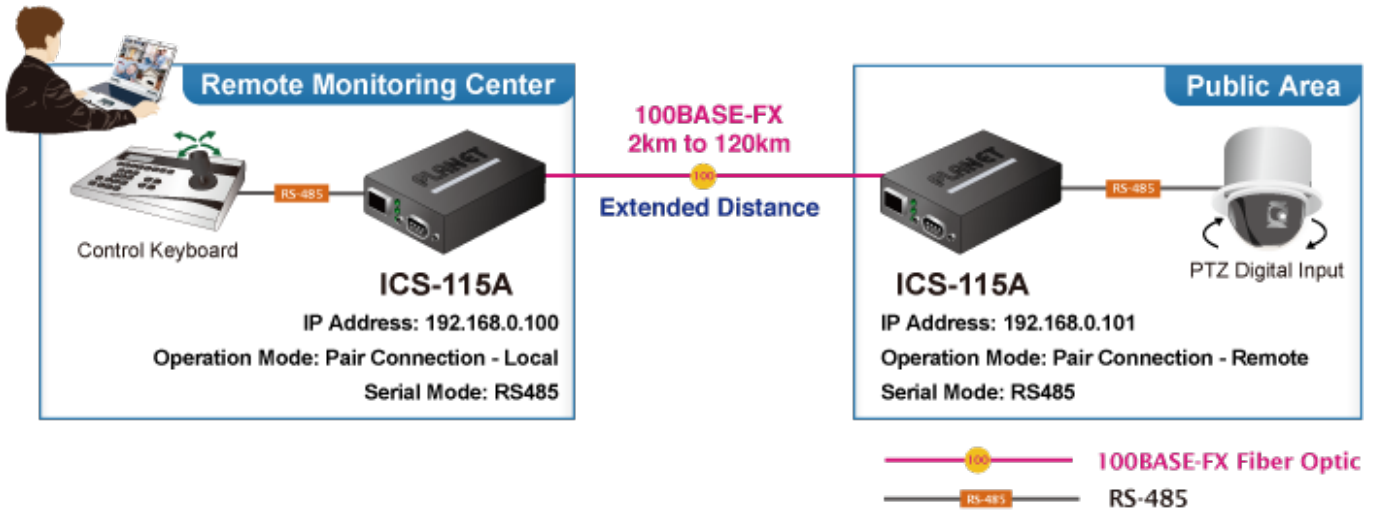 Remote Monitoring Center
Public Area
100BASE-FX
2km to 120km
100
Extended Distance
RS-485
PLANET
Control Keyboard
ICS-115A
IP Address: 192.168.0.100
Operation Mode: Pair Connection - Local
Serial Mode: RS485
PLANET
RS-485
PTZ Digital Input
ICS-115A
IP Address: 192.168.0.101
Operation Mode: Pair Connection - Remote
Serial Mode: RS485
100
100BASE-FX Fiber Optic
RS-485
RS-485